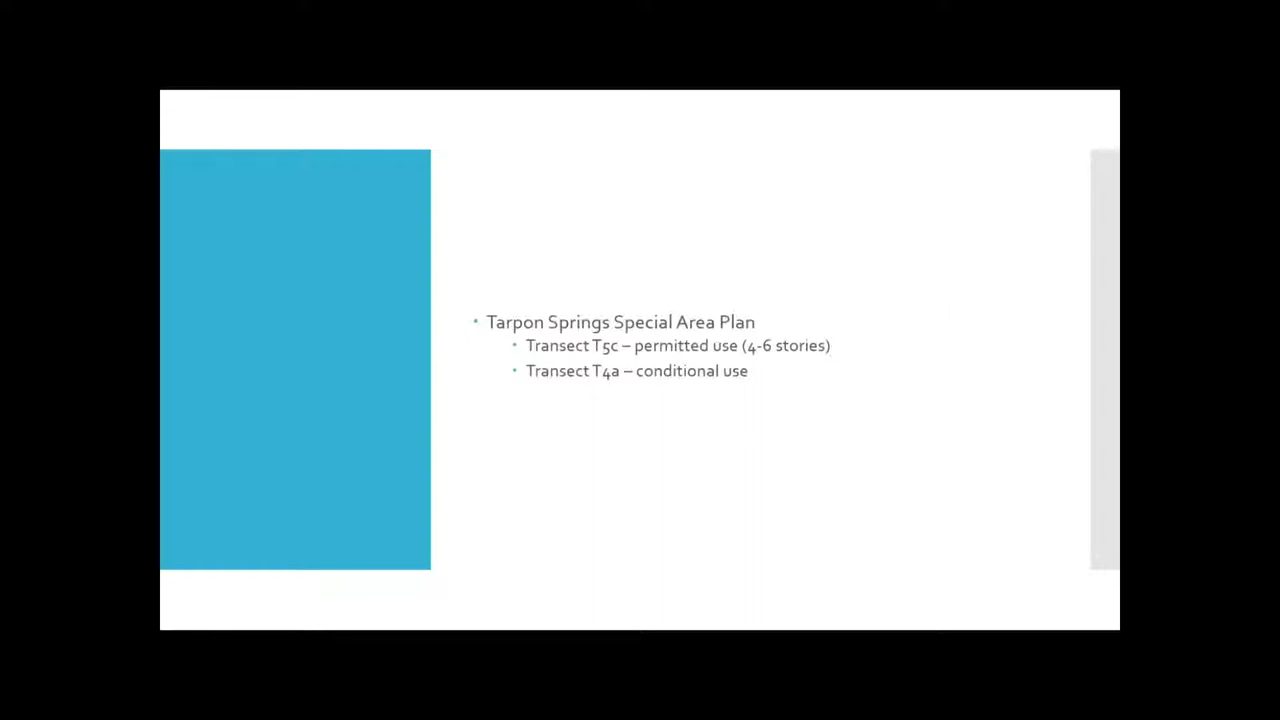 • Tarpon Springs Special Area Plan
• Transect T5c – permitted use (4-6 stories)
• Transect T4a – conditional use